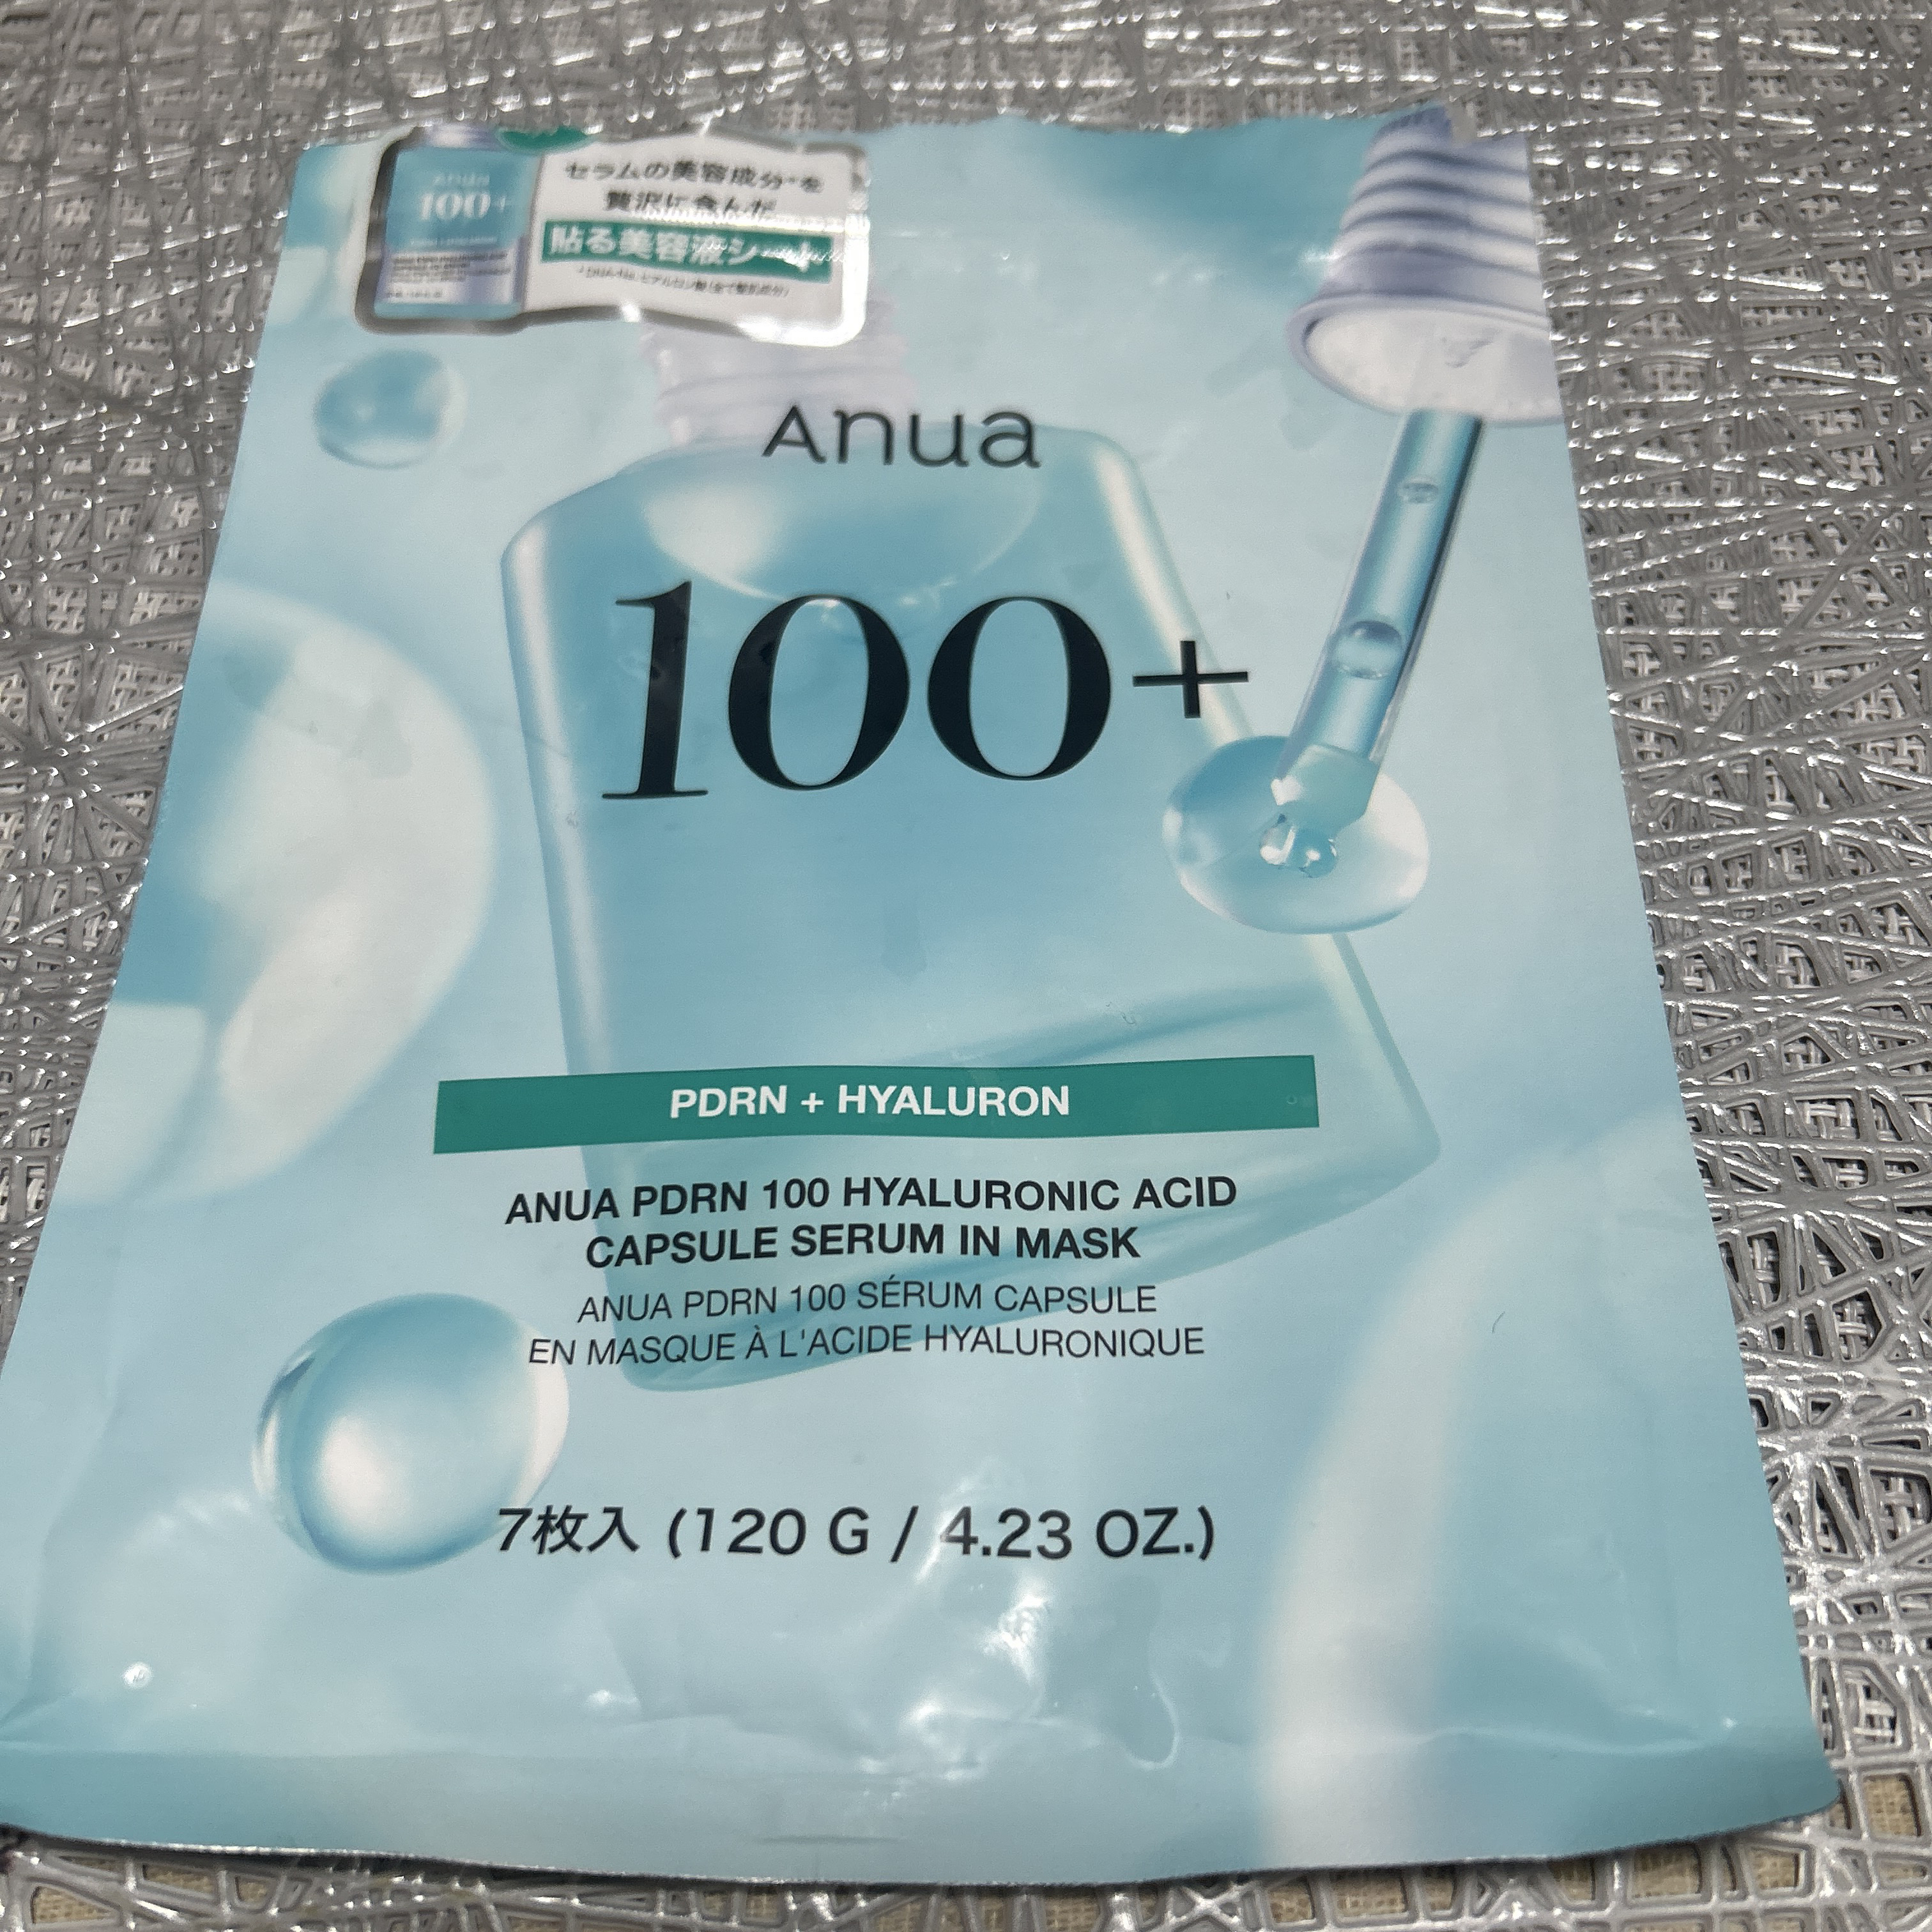 Anua
100+
セラムの美容成分*を
贅沢に含んだ
貼る美容液シート
Anua
100+
PDRN + HYALURON
ANUA PDRN 100 HYALURONIC ACID
CAPSULE SERUM IN MASK
ANUA PDRN 100 SÉRUM CAPSULE
EN MASQUE À L'ACIDE HYALURONIQUE
7枚入 (120 G / 4.23 OZ.)